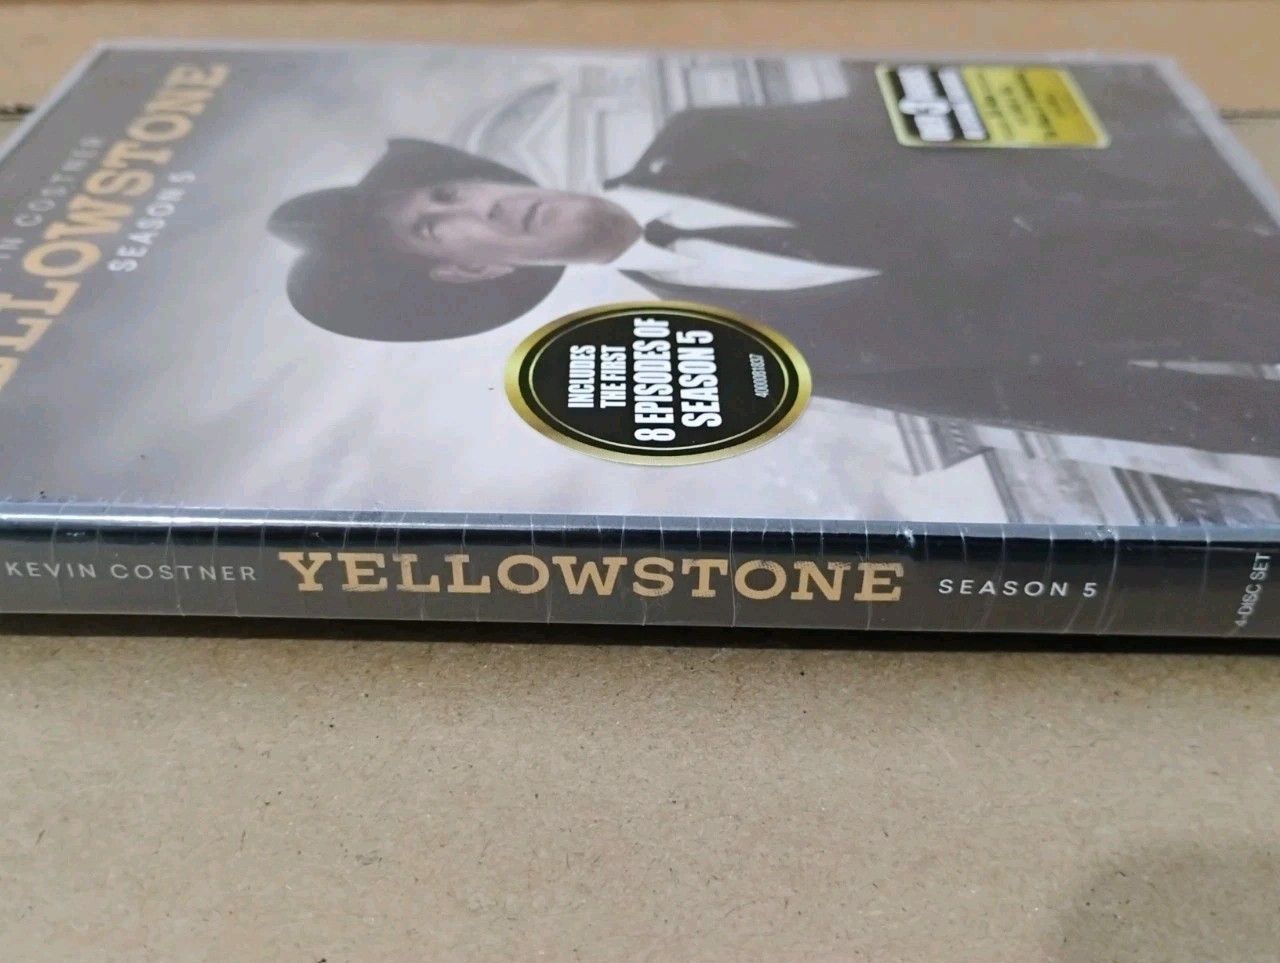 COSTNER
YELLOWSTONE
SEASON 5
INCLUDES
THE FIRST
8 EPISODES OF
SEASON 5
4000081837
KEVIN COSTNER YELLOWSTONE SEASON 5 4-DISC SET